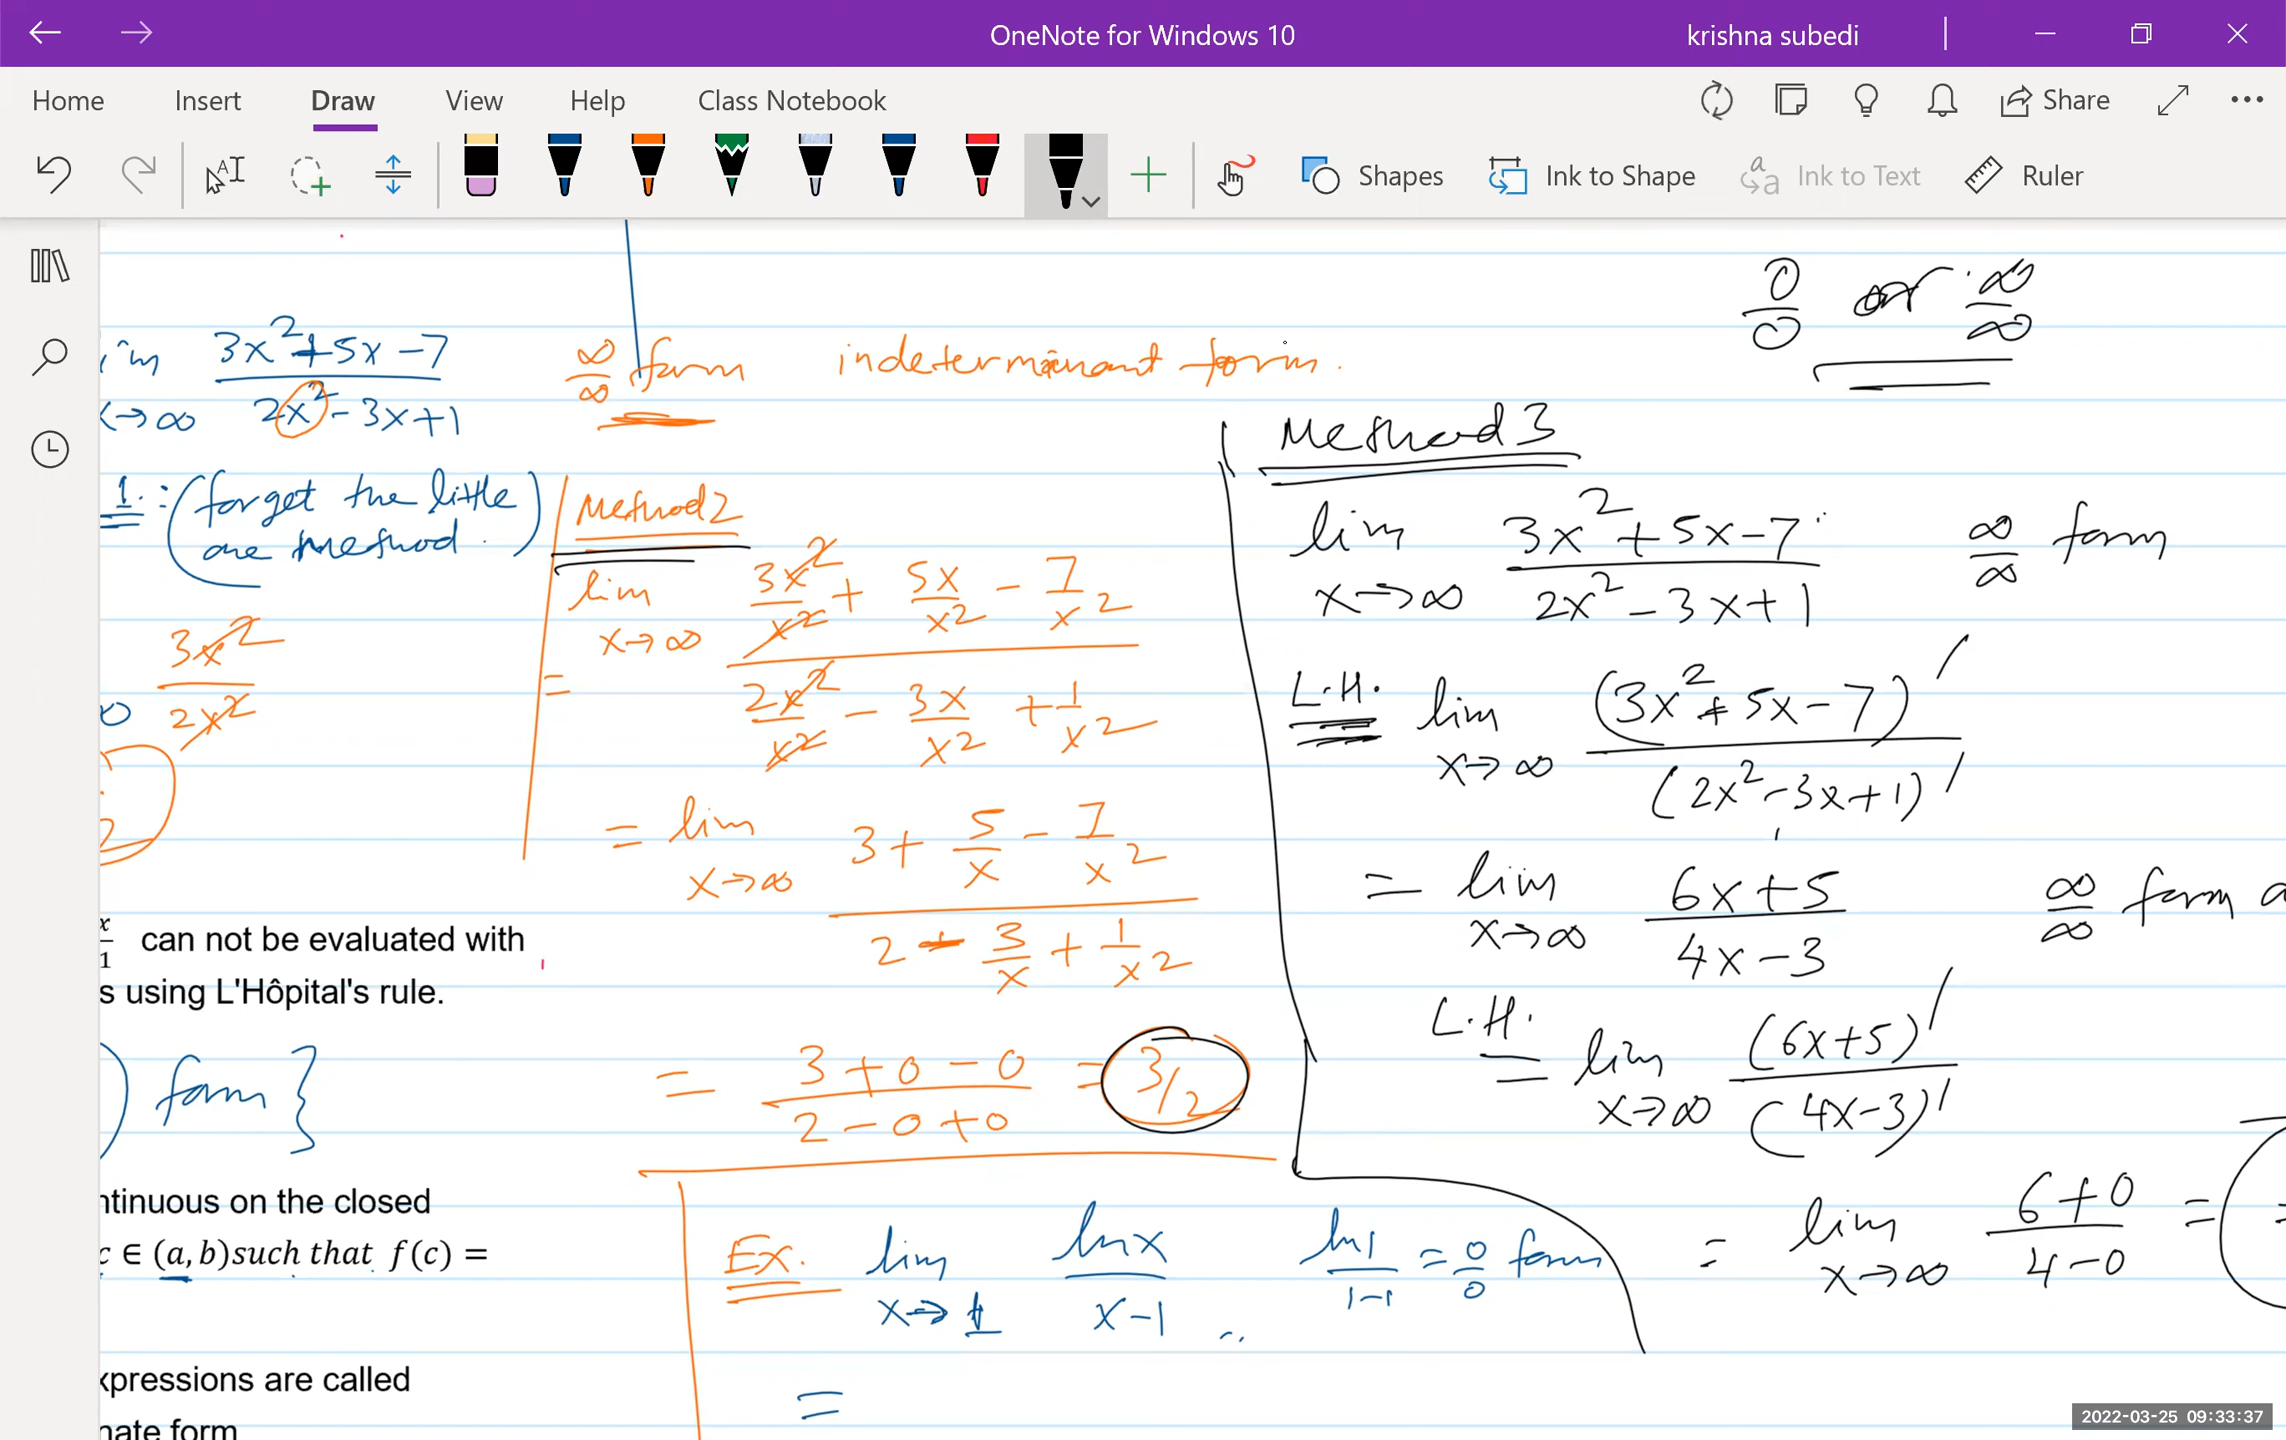 OneNote for Windows 10
krishna subedi
Home Insert Draw View Help Class Notebook Share
Shapes Ink to Shape Ink to Text Ruler
0/0 or ∞/∞
im x→∞ (3x²+5x-7)/(2x²-3x+1)
∞/∞ form indeterminant form.
1.: (forget the little
one method.)
3x²/2x²
x/1 can not be evaluated with
s using L'Hôpital's rule.
) form }
ntinuous on the closed
c ∈ (a, b)such that f(c) =
xpressions are called
nate form
Method 2
lim x→∞ (3x²/x² + 5x/x² - 7/x²)/(2x²/x² - 3x/x² + 1/x²)
=
= lim x→∞ (3 + 5/x - 7/x²)/(2 - 3/x + 1/x²)
= (3+0-0)/(2-0+0) = 3/2
Ex. lim x→1 lnx/(x-1) ln1/(1-1) = 0/0 form
=
Method 3
lim x→∞ (3x²+5x-7)/(2x²-3x+1) ∞/∞ form
L.H. = lim x→∞ (3x²+5x-7)'/(2x²-3x+1)'
= lim x→∞ (6x+5)/(4x-3) ∞/∞ form a
L.H. = lim x→∞ (6x+5)'/(4x-3)'
= lim x→∞ (6+0)/(4-0) =
2022-03-25 09:33:37